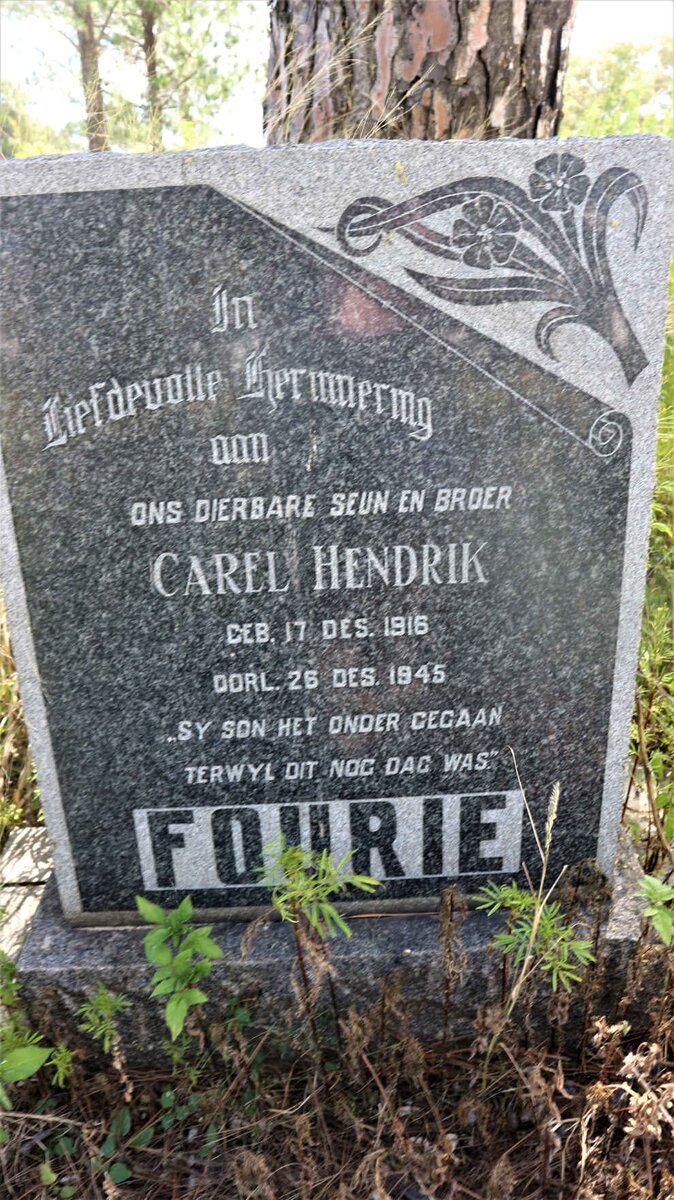 In
Liefdevolle Herinnering
aan
ONS DIERBARE SEUN EN BROER
CAREL HENDRIK
GEB. 17 DES. 1916
OORL. 26 DES. 1945
„SY SON HET ONDER GEGAAN
TERWYL DIT NOG DAG WAS."
FOURIE